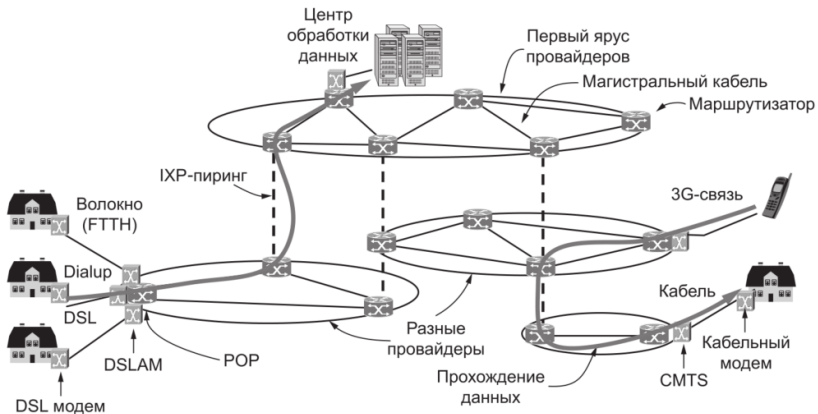 Центр
обработки
данных
Первый ярус
провайдеров
Магистральный кабель
Маршрутизатор
IXP-пиринг
3G-связь
Волокно
(FTTH)
Dialup
DSL
Кабель
Разные
провайдеры
POP
DSLAM
DSL модем
Прохождение
данных
CMTS
Кабельный
модем